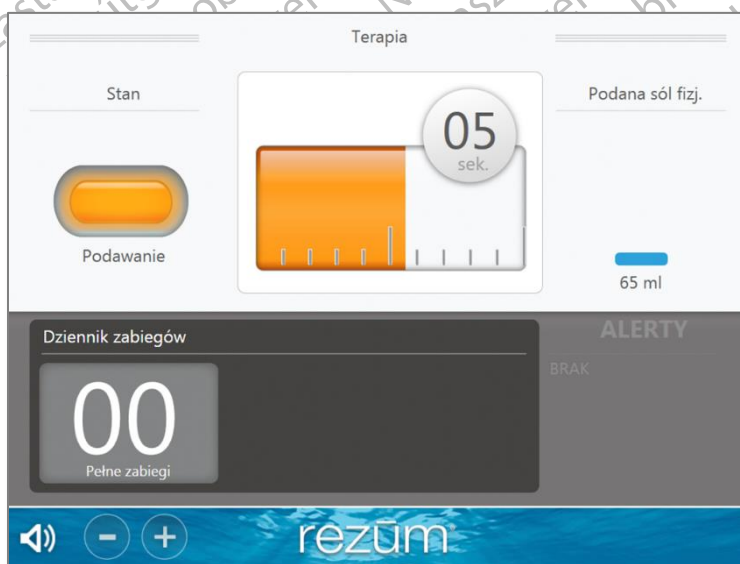 Terapia
Stan
Podana sól fizj.
05
sek.
Podawanie
65 ml
Dziennik zabiegów
ALERTY
BRAK
00
Pełne zabiegi
rezūm